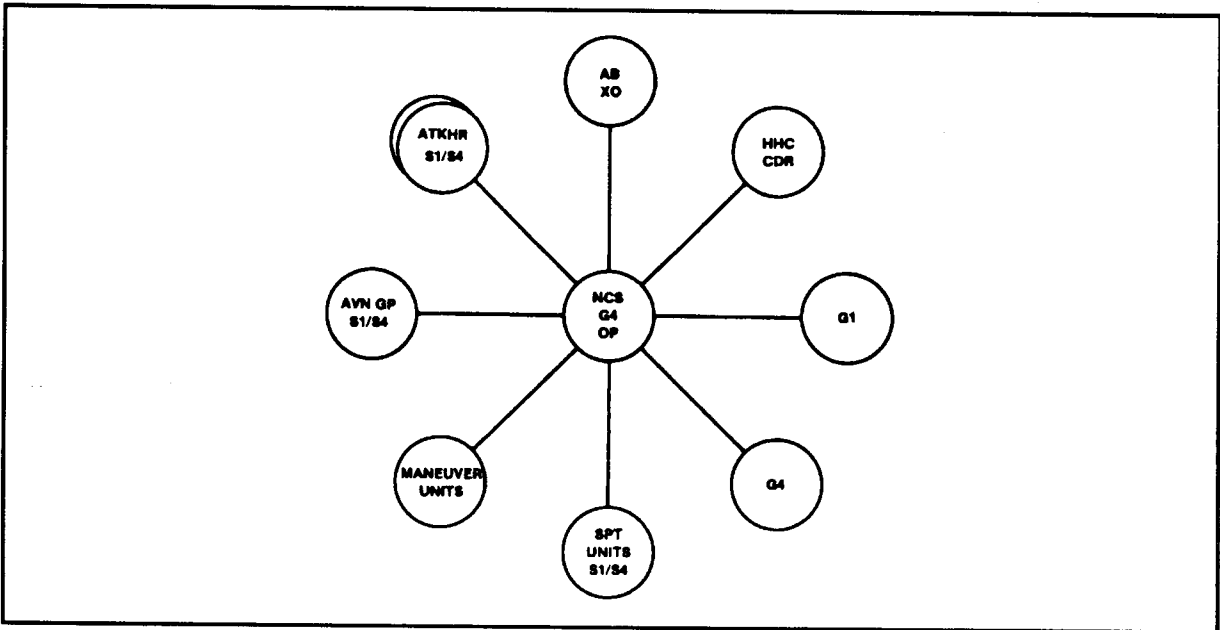 AB
XO
ATKHR
S1/S4
HHC
CDR
AVN GP
S1/S4
NCS
G4
OP
G1
MANEUVER
UNITS
G4
SPT
UNITS
S1/S4